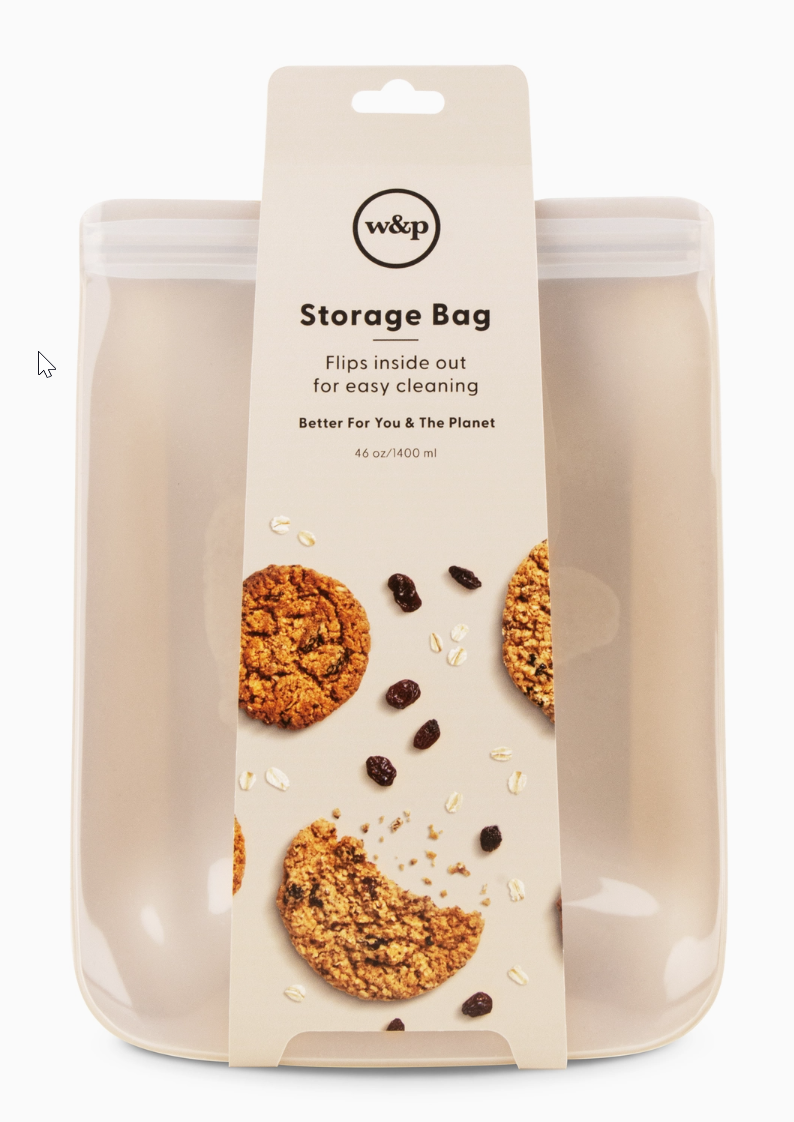 w&p
Storage Bag
Flips inside out
for easy cleaning
Better For You & The Planet
46 oz/1400 ml